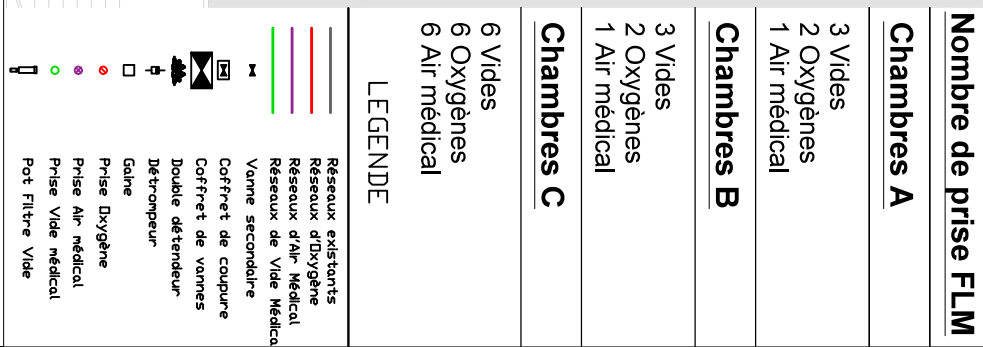 Nombre de prise FLM
Chambres A
3 Vides
2 Oxygènes
1 Air médical
Chambres B
3 Vides
2 Oxygènes
1 Air médical
Chambres C
6 Vides
6 Oxygènes
6 Air médical
LEGENDE
Réseaux existants
Réseaux d'Oxygène
Réseaux d'Air Médical
Réseaux de Vide Médica
Vanne secondaire
Coffret de coupure
Coffret de vannes
Double détendeur
Détrompeur
Gaine
Prise Oxygène
Prise Air médical
Prise Vide médical
Pot Filtre Vide